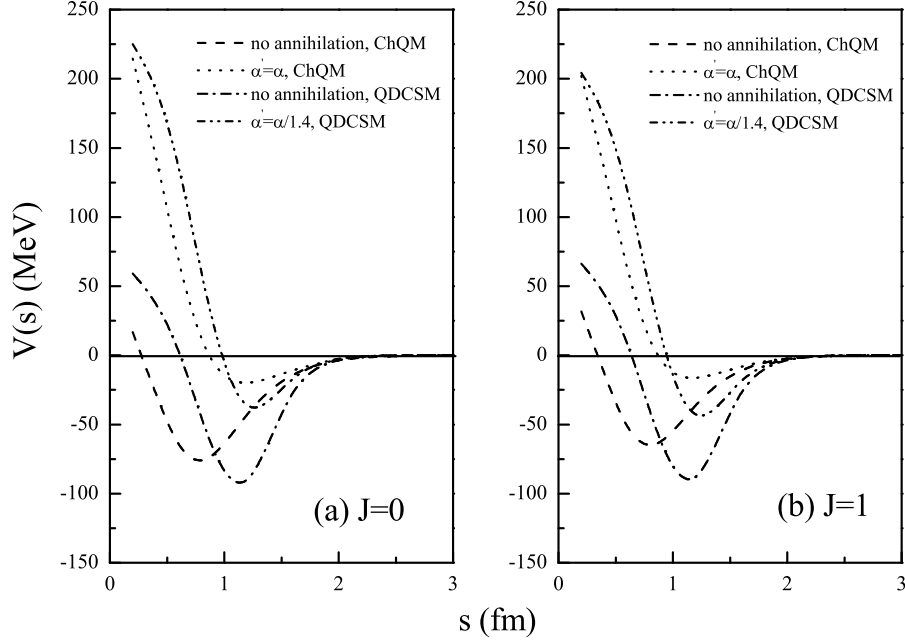 250
200
150
100
50
0
-50
-100
-150
V(s) (MeV)
no annihilation, ChQM
α'=α, ChQM
no annihilation, QDCSM
α'=α/1.4, QDCSM
(a) J=0
0 1 2 3
250
200
150
100
50
0
-50
-100
-150
no annihilation, ChQM
α'=α, ChQM
no annihilation, QDCSM
α'=α/1.4, QDCSM
(b) J=1
0 1 2 3
s (fm)